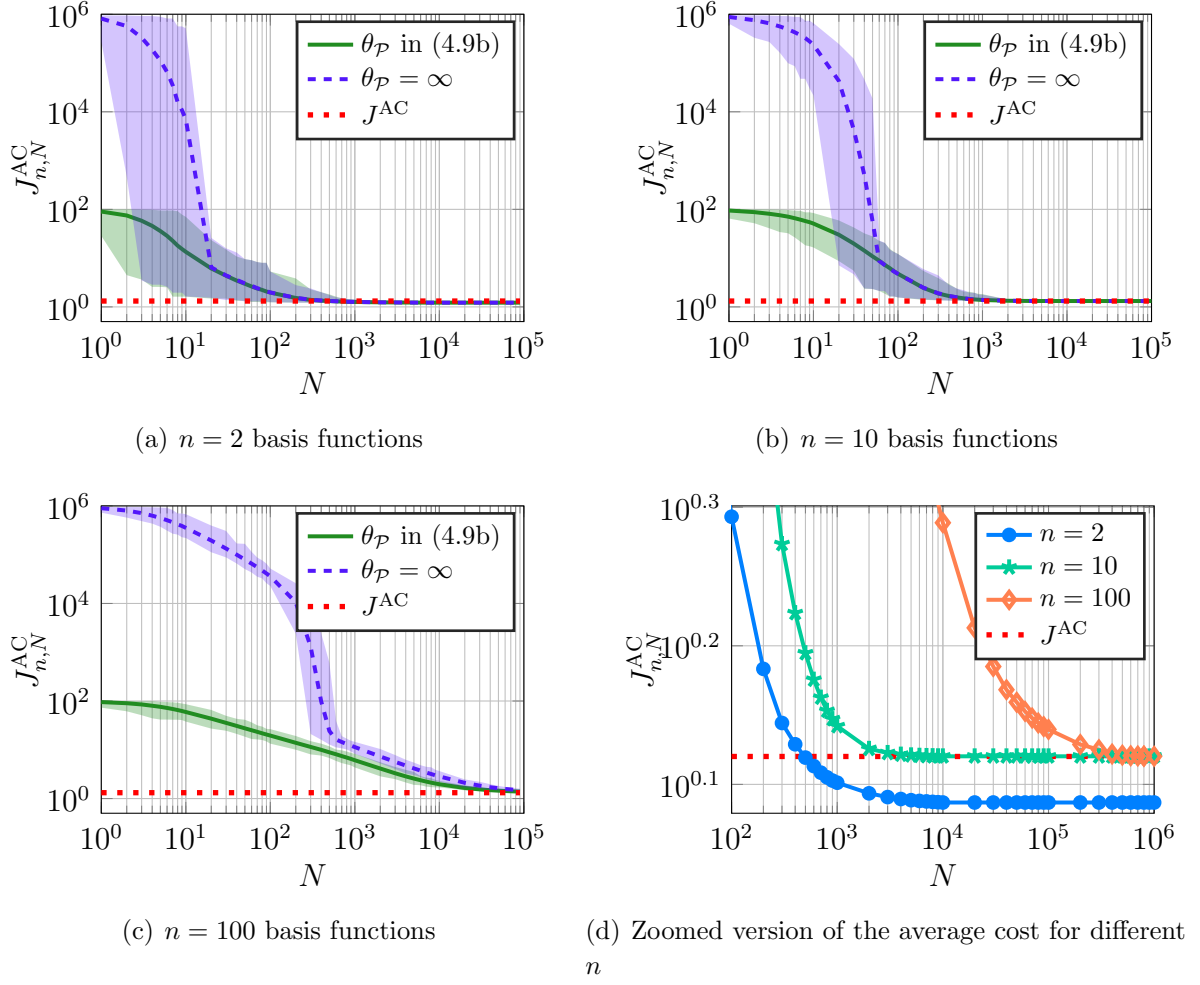 10^6
10^4
10^2
10^0
J^{AC}_{n,N}
θ_𝒫 in (4.9b)
θ_𝒫 = ∞
J^{AC}
10^0 10^1 10^2 10^3 10^4 10^5
N
(a) n = 2 basis functions
10^6
10^4
10^2
10^0
J^{AC}_{n,N}
θ_𝒫 in (4.9b)
θ_𝒫 = ∞
J^{AC}
10^0 10^1 10^2 10^3 10^4 10^5
N
(b) n = 10 basis functions
10^6
10^4
10^2
10^0
J^{AC}_{n,N}
θ_𝒫 in (4.9b)
θ_𝒫 = ∞
J^{AC}
10^0 10^1 10^2 10^3 10^4 10^5
N
(c) n = 100 basis functions
10^{0.3}
10^{0.2}
10^{0.1}
J^{AC}_{n,N}
n = 2
n = 10
n = 100
J^{AC}
10^2 10^3 10^4 10^5 10^6
N
(d) Zoomed version of the average cost for different
n